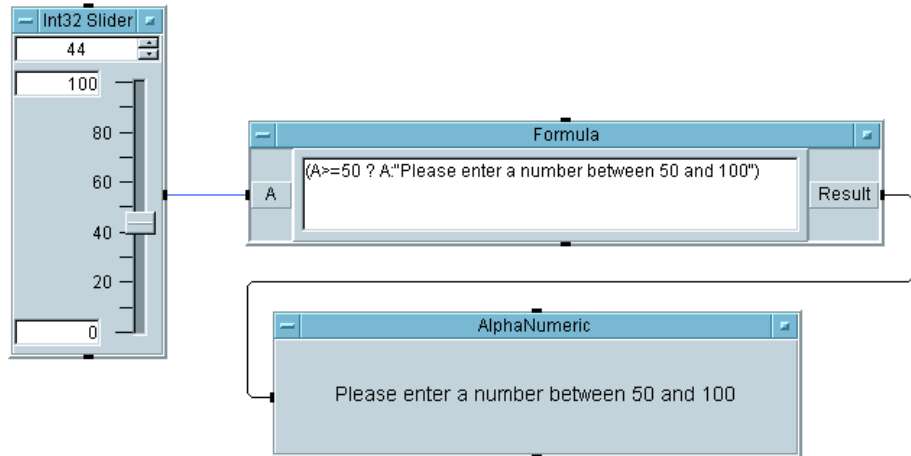 Int32 Slider
44
100
80
60
40
20
0
Formula
A
(A>=50 ? A:"Please enter a number between 50 and 100")
Result
AlphaNumeric
Please enter a number between 50 and 100